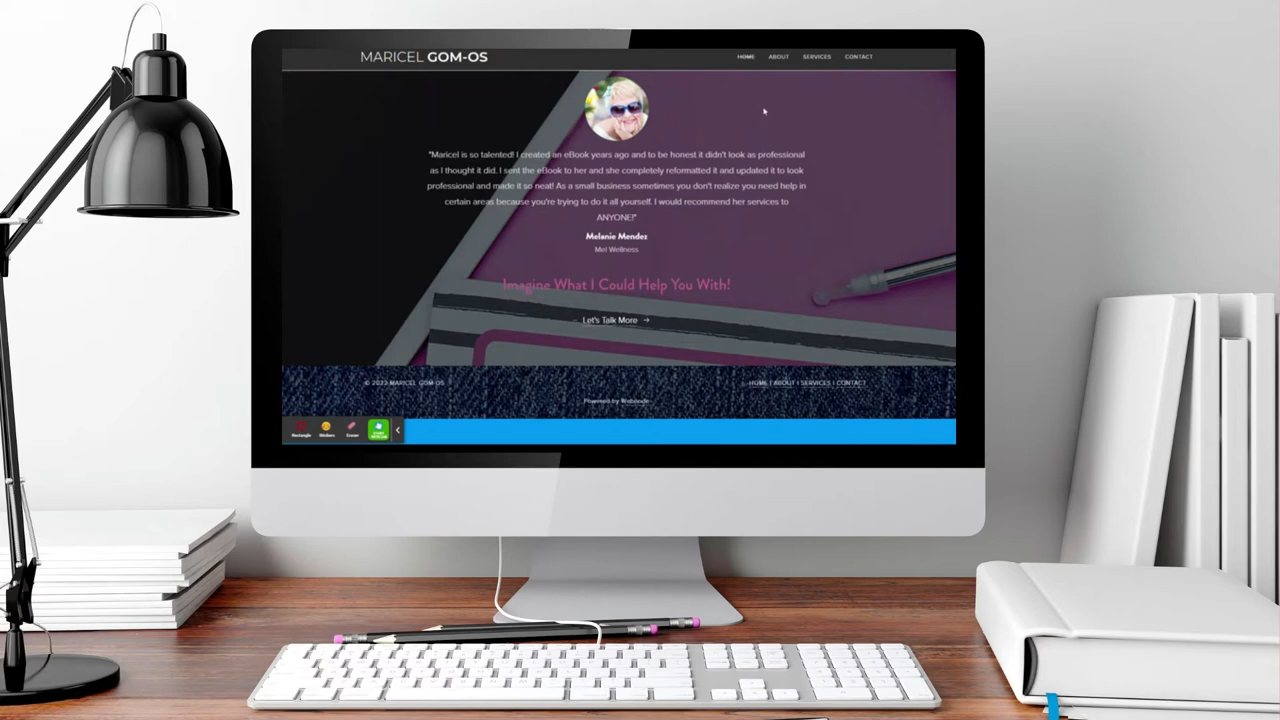 MARICEL GOM-OS
HOME ABOUT SERVICES CONTACT
"Maricel is so talented! I created an eBook years ago and to be honest it didn't look as professional
as I thought it did. I sent the eBook to her and she completely reformatted it and updated it to look
professional and made it so neat! As a small business sometimes you don't realize you need help in
certain areas because you're trying to do it all yourself. I would recommend her services to
ANYONE!"
Melanie Mendez
Mel Wellness
Imagine What I Could Help You With!
Let's Talk More →
© 2023 MARICEL GOM-OS
HOME | ABOUT | SERVICES | CONTACT
Powered by
Rectangle Stickers Eraser